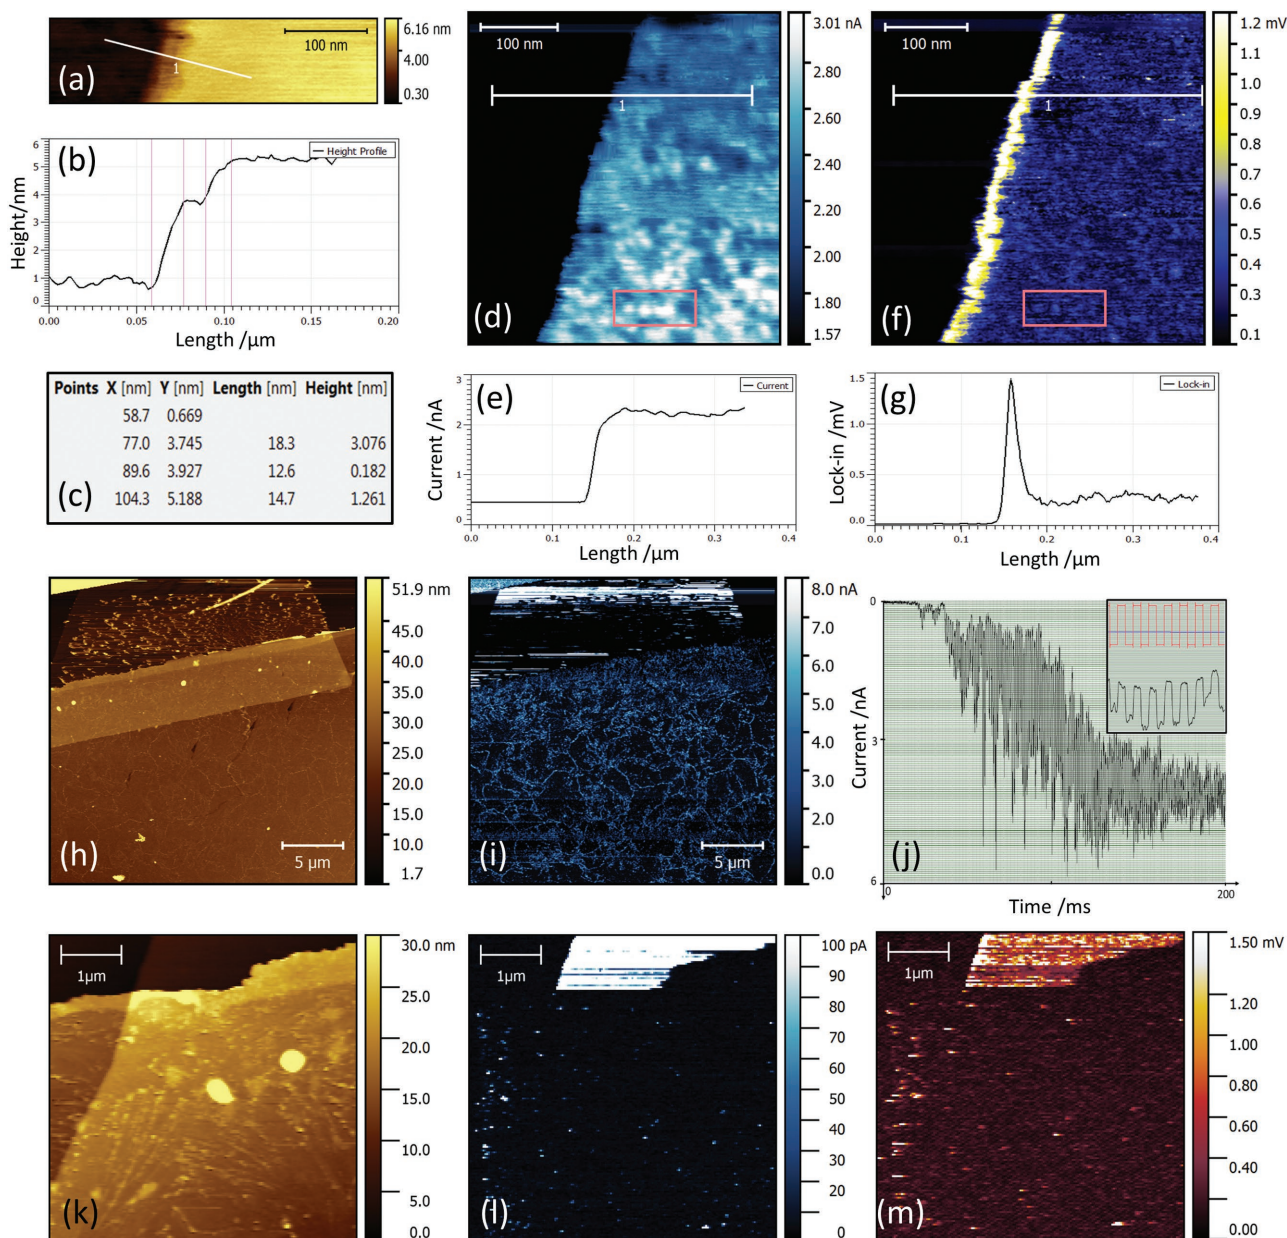 (a)
1
100 nm
6.16 nm
4.00
0.30
(b)
Height Profile
Height/nm
6
5
4
3
2
1
0
0.00
0.05
0.10
0.15
0.20
Length /µm
(c)
Points X [nm] Y [nm] Length [nm] Height [nm]
58.7 0.669
77.0 3.745 18.3 3.076
89.6 3.927 12.6 0.182
104.3 5.188 14.7 1.261
(d)
100 nm
1
3.01 nA
2.80
2.60
2.40
2.20
2.00
1.80
1.57
(e)
Current
Current /nA
3
2
1
0
0.0
0.1
0.2
0.3
0.4
Length /µm
(f)
100 nm
1
1.2 mV
1.1
1.0
0.9
0.8
0.7
0.6
0.5
0.4
0.3
0.1
(g)
Lock-in
Lock-in /mV
1.5
1.0
0.5
0.0
0.0
0.1
0.2
0.3
0.4
Length /µm
(h)
5 µm
51.9 nm
45.0
40.0
35.0
30.0
25.0
20.0
15.0
10.0
1.7
(i)
5 µm
8.0 nA
7.0
6.0
5.0
4.0
3.0
2.0
0.0
(j)
Current /nA
0
3
6
0
200
Time /ms
(k)
1µm
30.0 nm
25.0
20.0
15.0
10.0
5.0
0.0
(l)
1µm
100 pA
90
80
70
60
50
40
30
20
0
(m)
1µm
1.50 mV
1.20
1.00
0.80
0.60
0.40
0.00